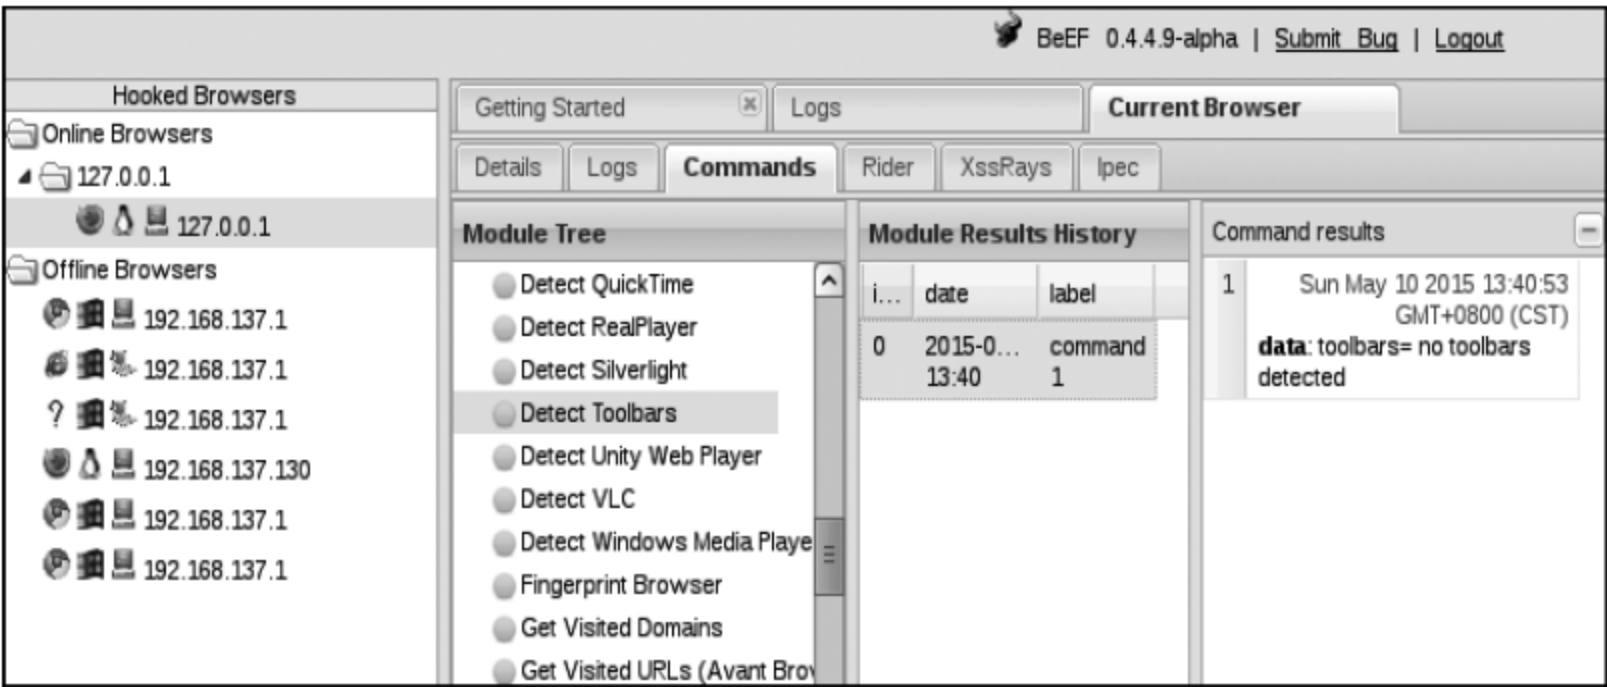 BeEF 0.4.4.9-alpha | Submit Bug | Logout
Hooked Browsers
Online Browsers
127.0.0.1
127.0.0.1
Offline Browsers
192.168.137.1
192.168.137.1
? 192.168.137.1
192.168.137.130
192.168.137.1
192.168.137.1
Getting Started Logs Current Browser
Details Logs Commands Rider XssRays Ipec
Module Tree
Detect QuickTime
Detect RealPlayer
Detect Silverlight
Detect Toolbars
Detect Unity Web Player
Detect VLC
Detect Windows Media Playe
Fingerprint Browser
Get Visited Domains
Get Visited URLs (Avant Brov
Module Results History
i... date label
0 2015-0... command
13:40 1
Command results
1 Sun May 10 2015 13:40:53
GMT+0800 (CST)
data: toolbars= no toolbars
detected